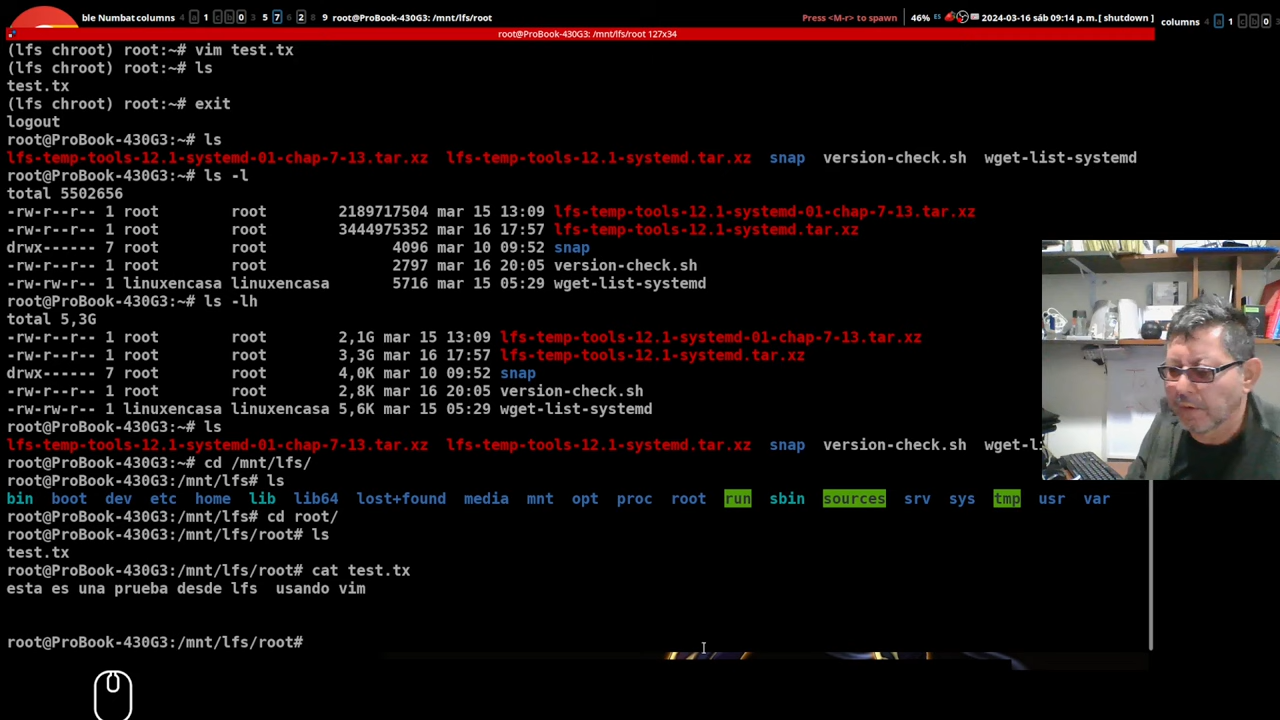 ble Numbat columns 4 a 1 c b 0 3 5 7 6 2 8 9 root@ProBook-430G3: /mnt/lfs/root Press <M-r> to spawn 46% ES 2024-03-16 sáb 09:14 p.m. [ shutdown ] columns 4 a 1 c b 0
root@ProBook-430G3: /mnt/lfs/root 127x34
(lfs chroot) root:~# vim test.tx
(lfs chroot) root:~# ls
test.tx
(lfs chroot) root:~# exit
logout
root@ProBook-430G3:~# ls
lfs-temp-tools-12.1-systemd-01-chap-7-13.tar.xz lfs-temp-tools-12.1-systemd.tar.xz snap version-check.sh wget-list-systemd
root@ProBook-430G3:~# ls -l
total 5502656
-rw-r--r-- 1 root root 2189717504 mar 15 13:09 lfs-temp-tools-12.1-systemd-01-chap-7-13.tar.xz
-rw-r--r-- 1 root root 3444975352 mar 16 17:57 lfs-temp-tools-12.1-systemd.tar.xz
drwx------ 7 root root 4096 mar 10 09:52 snap
-rw-r--r-- 1 root root 2797 mar 16 20:05 version-check.sh
-rw-r--r-- 1 linuxencasa linuxencasa 5716 mar 15 05:29 wget-list-systemd
root@ProBook-430G3:~# ls -lh
total 5,3G
-rw-r--r-- 1 root root 2,1G mar 15 13:09 lfs-temp-tools-12.1-systemd-01-chap-7-13.tar.xz
-rw-r--r-- 1 root root 3,3G mar 16 17:57 lfs-temp-tools-12.1-systemd.tar.xz
drwx------ 7 root root 4,0K mar 10 09:52 snap
-rw-r--r-- 1 root root 2,8K mar 16 20:05 version-check.sh
-rw-r--r-- 1 linuxencasa linuxencasa 5,6K mar 15 05:29 wget-list-systemd
root@ProBook-430G3:~# ls
lfs-temp-tools-12.1-systemd-01-chap-7-13.tar.xz lfs-temp-tools-12.1-systemd.tar.xz snap version-check.sh wget-li
root@ProBook-430G3:~# cd /mnt/lfs/
root@ProBook-430G3:/mnt/lfs# ls
bin boot dev etc home lib lib64 lost+found media mnt opt proc root run sbin sources srv sys tmp usr var
root@ProBook-430G3:/mnt/lfs# cd root/
root@ProBook-430G3:/mnt/lfs/root# ls
test.tx
root@ProBook-430G3:/mnt/lfs/root# cat test.tx
esta es una prueba desde lfs usando vim
root@ProBook-430G3:/mnt/lfs/root#